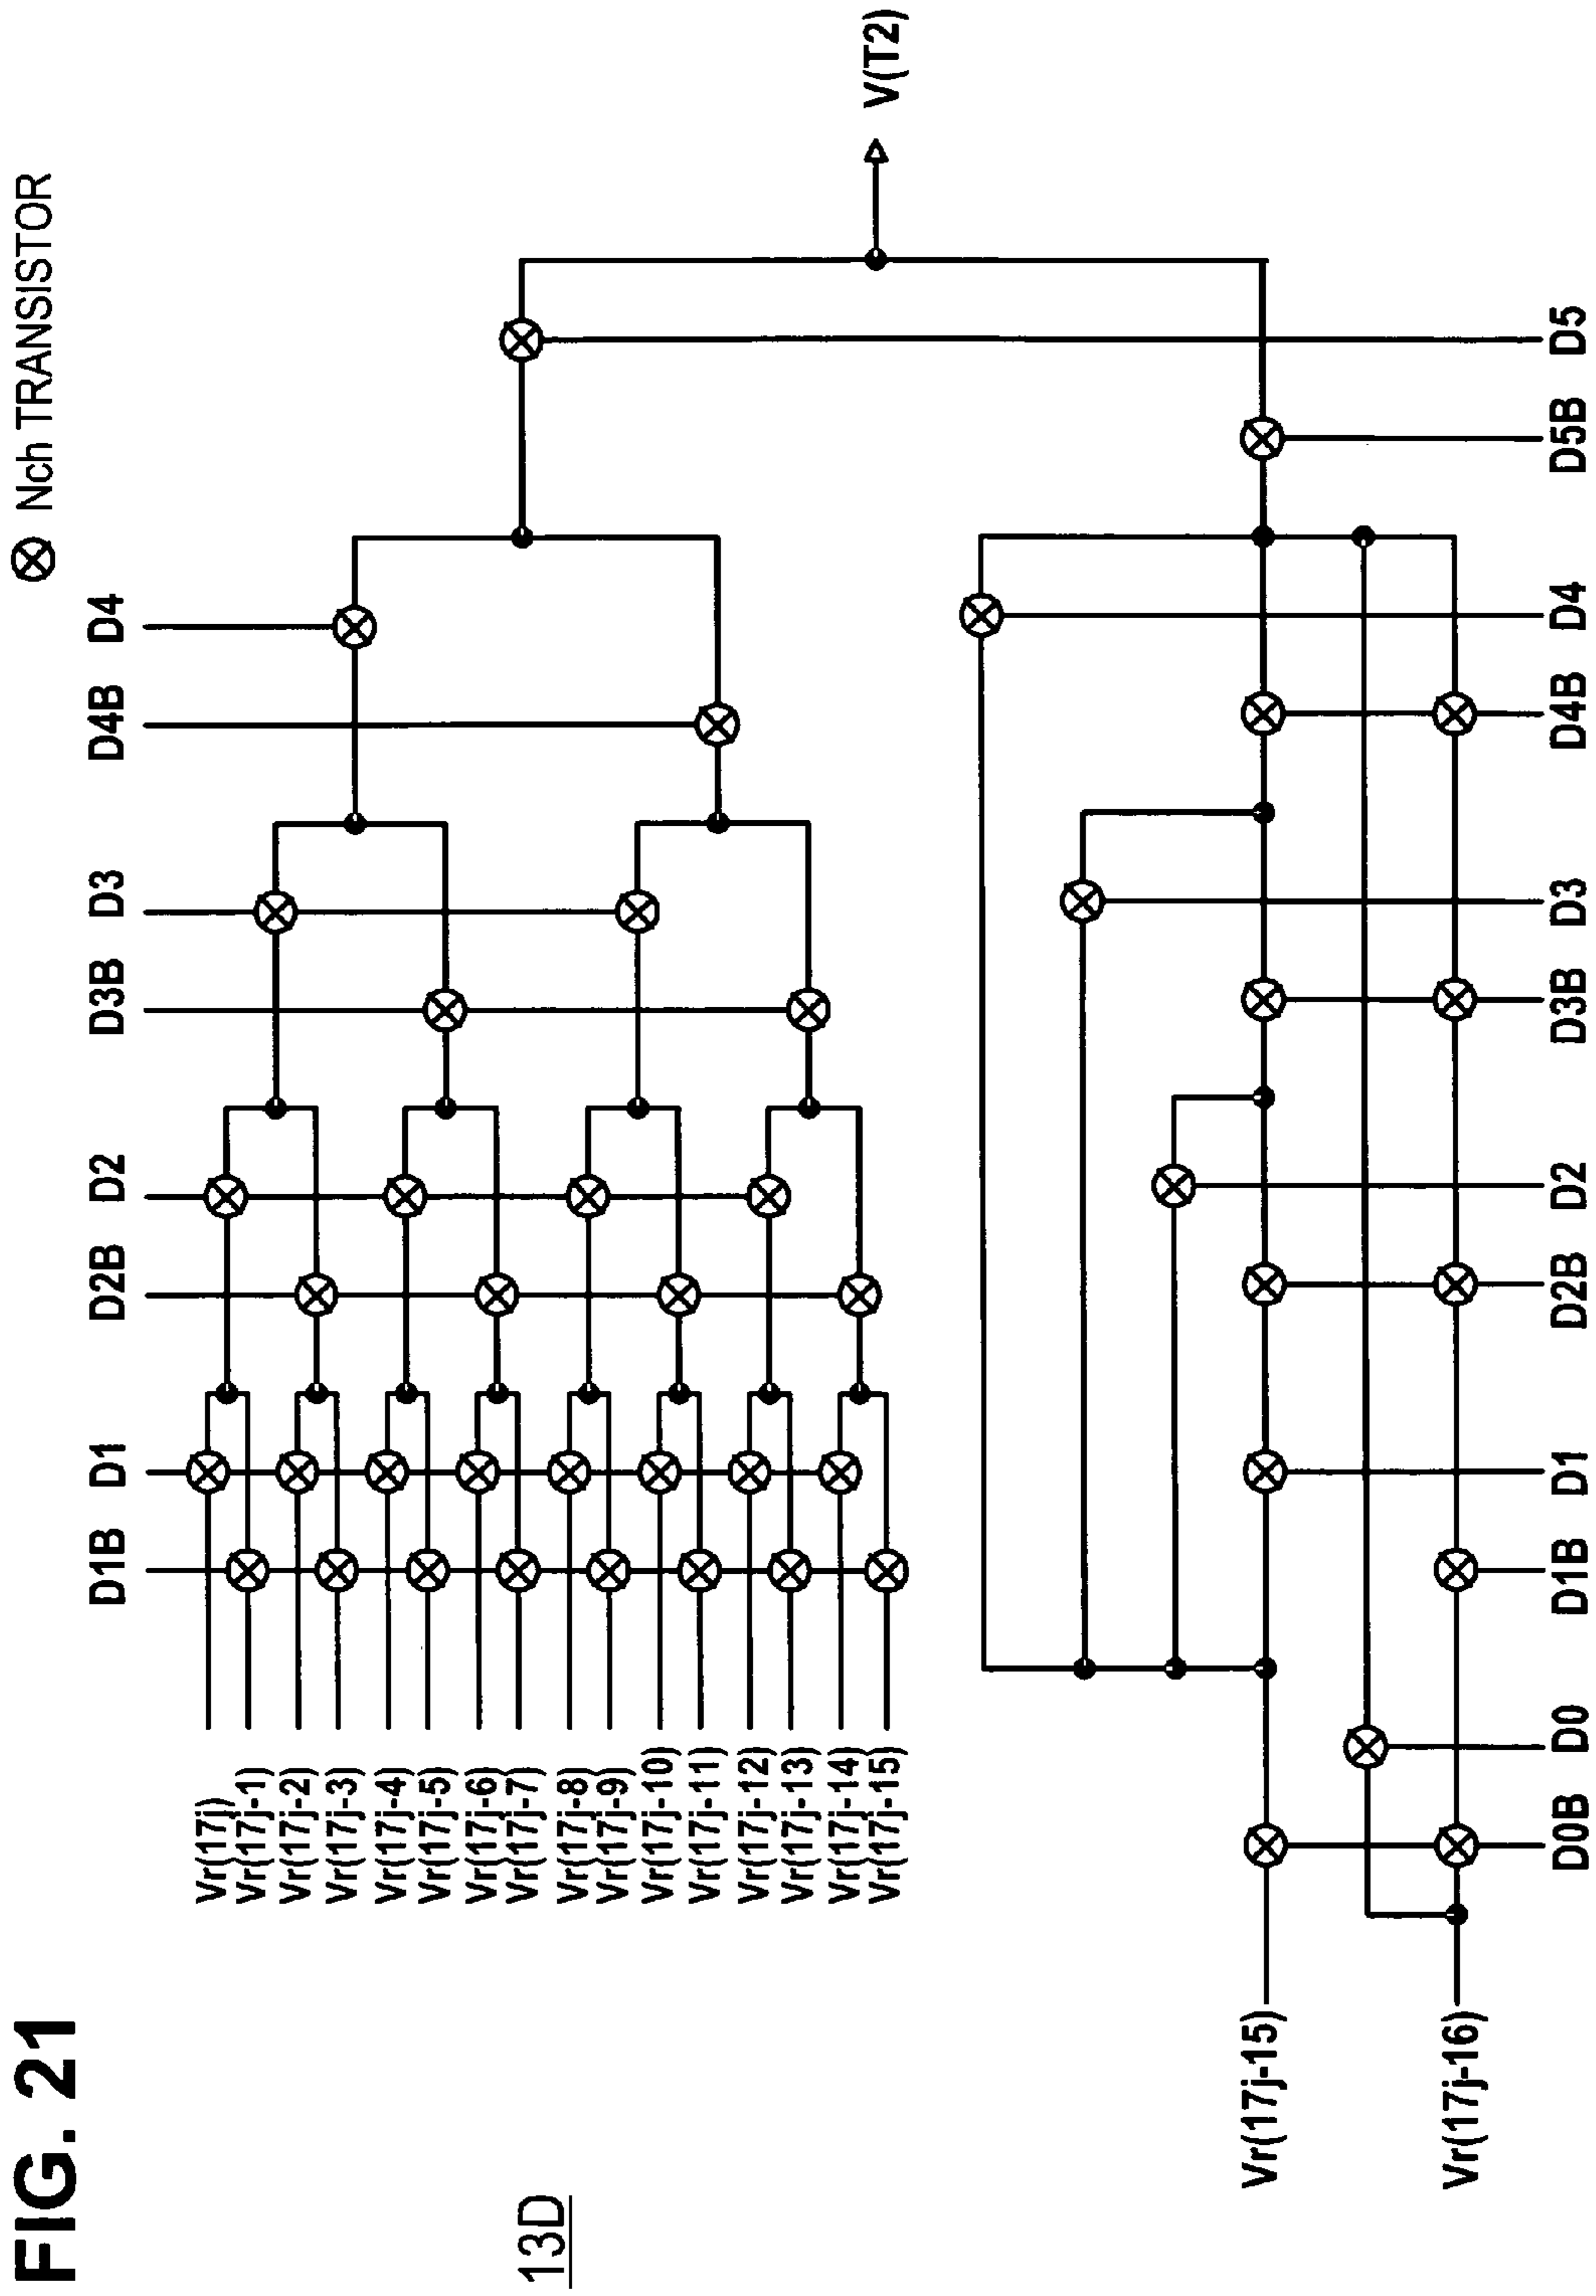 FIG. 21
13D
⊗ Nch TRANSISTOR
D1B D1 D2B D2 D3B D3 D4B D4
Vr(17j)
Vr(17j-1)
Vr(17j-2)
Vr(17j-3)
Vr(17j-4)
Vr(17j-5)
Vr(17j-6)
Vr(17j-7)
Vr(17j-8)
Vr(17j-9)
Vr(17j-10)
Vr(17j-11)
Vr(17j-12)
Vr(17j-13)
Vr(17j-14)
Vr(17j-15)
V(T2)
Vr(17j-15)
Vr(17j-16)
D0B D0 D1B D1 D2B D2 D3B D3 D4B D4 D5B D5